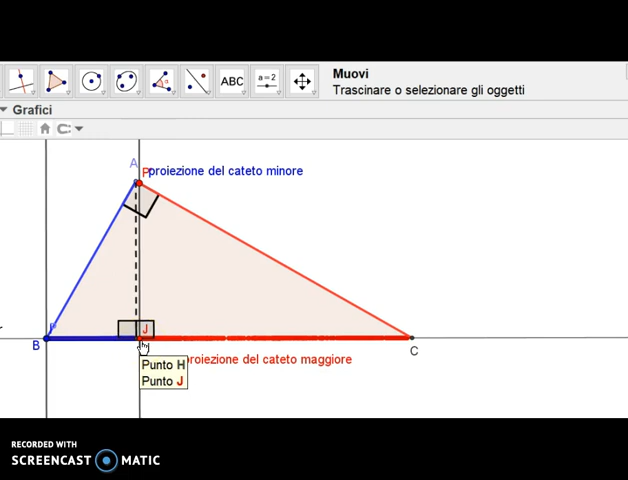 ABC
a=2
Muovi
Trascinare o selezionare gli oggetti
Grafici
A
P
proiezione del cateto minore
J
B
C
roiezione del cateto maggiore
Punto H
Punto J
RECORDED WITH
SCREENCAST MATIC